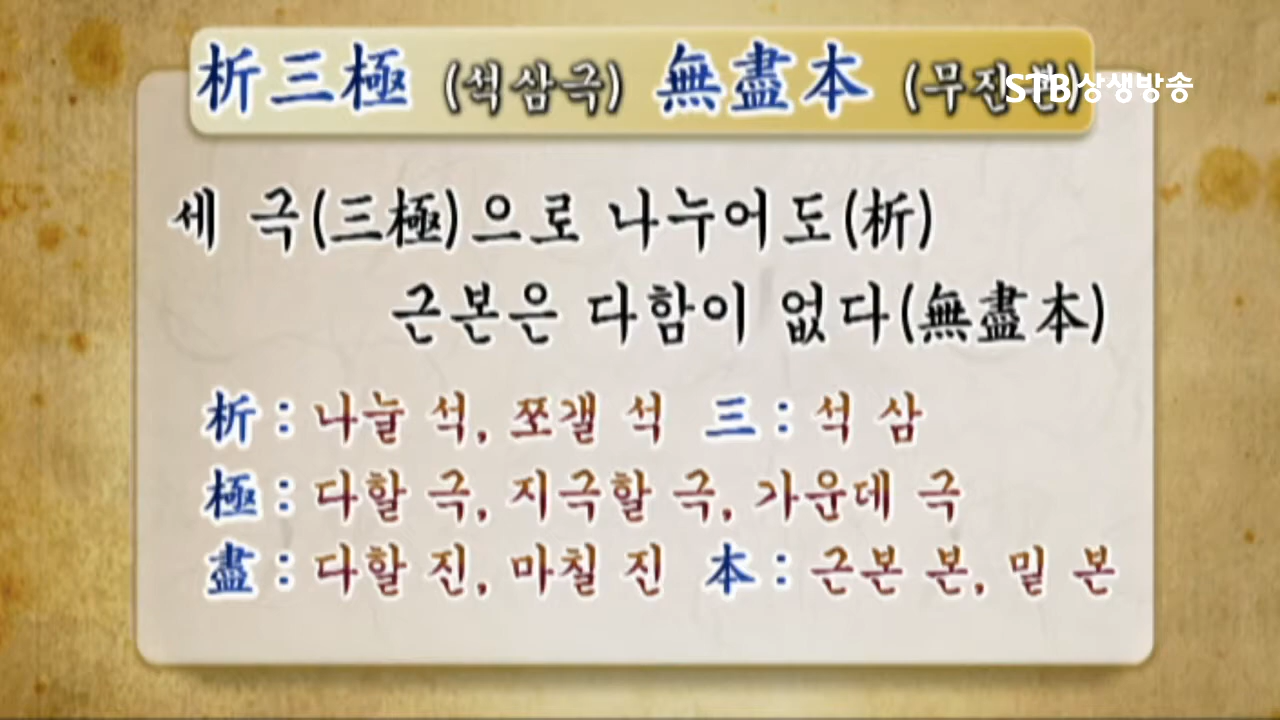 析三極 (석삼극) 無盡本 (무진본)
STB상생방송
세 극(三極)으로 나누어도(析)
근본은 다함이 없다(無盡本)
析 : 나눌 석, 쪼갤 석 三 : 석 삼
極 : 다할 극, 지극할 극, 가운데 극
盡 : 다할 진, 마칠 진 本 : 근본 본, 밑 본